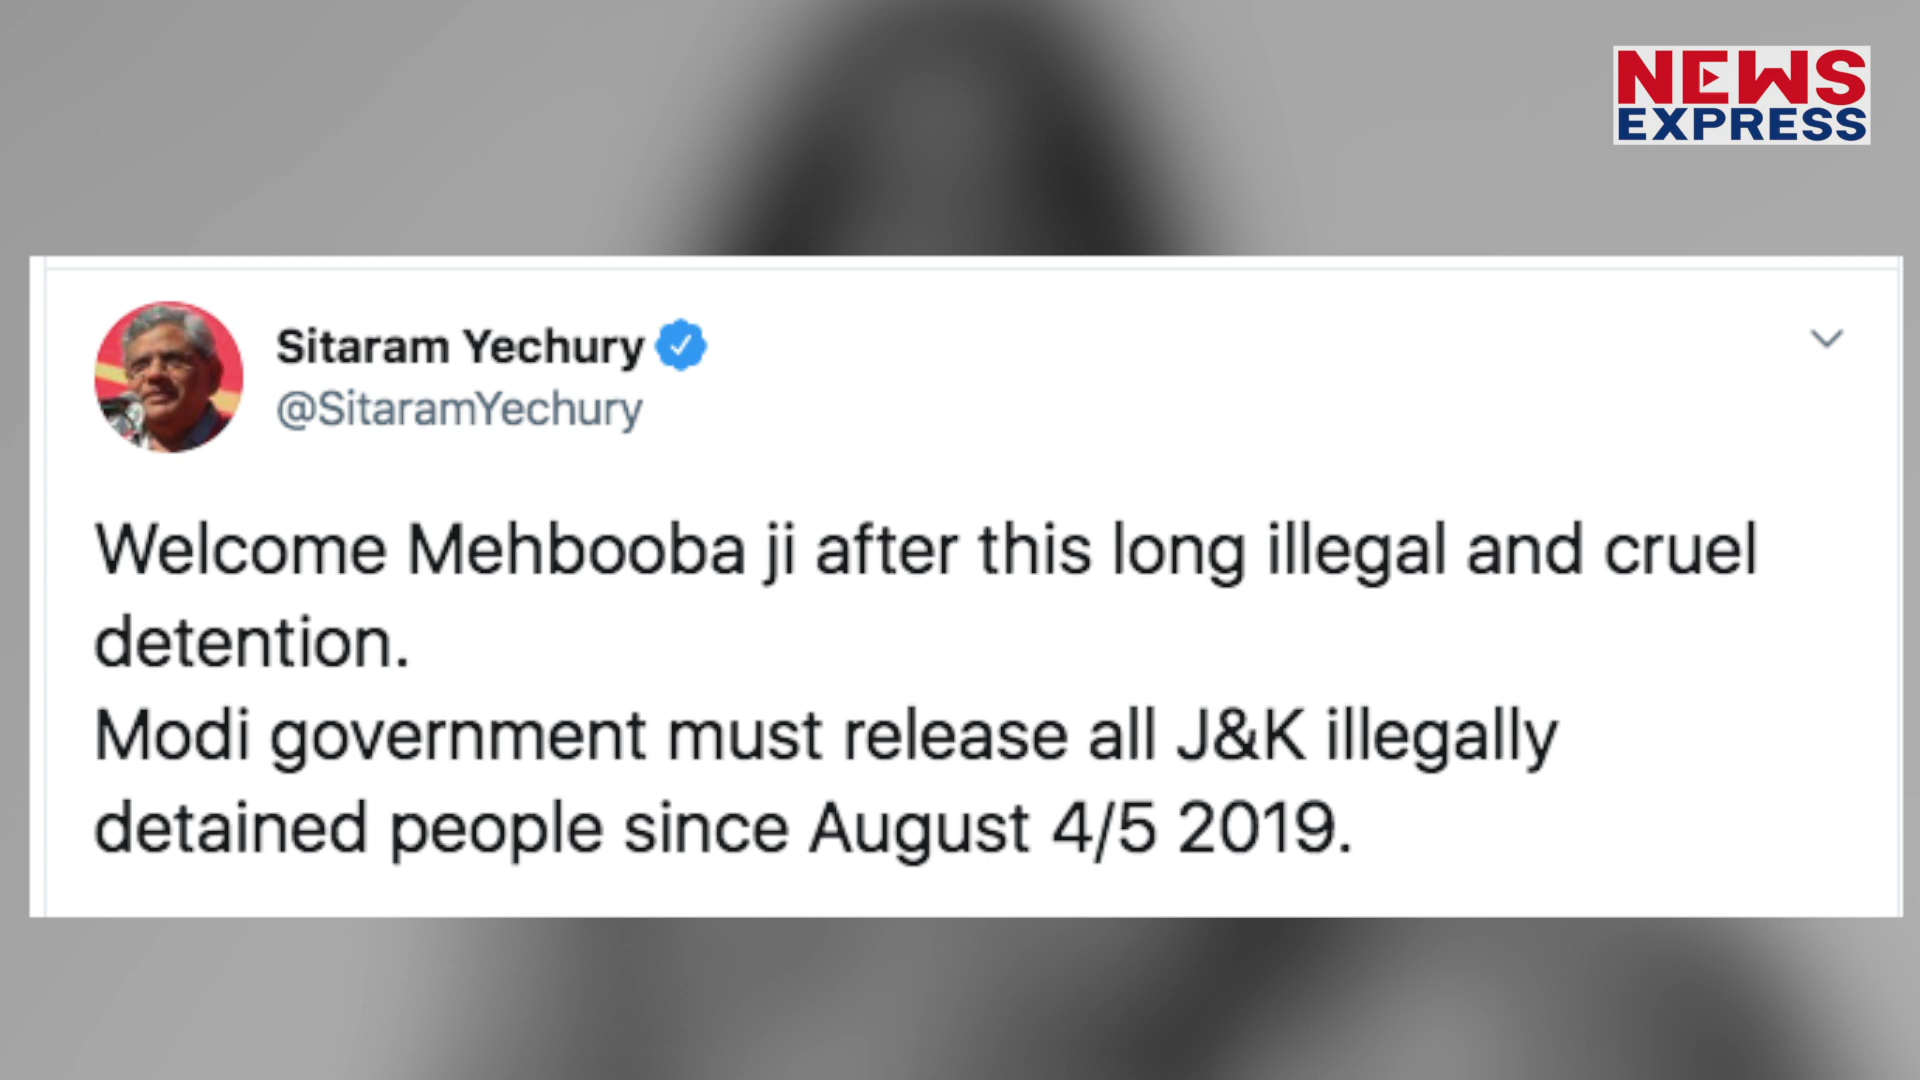 NEWS
EXPRESS
Sitaram Yechury
@SitaramYechury
Welcome Mehbooba ji after this long illegal and cruel
detention.
Modi government must release all J&K illegally
detained people since August 4/5 2019.